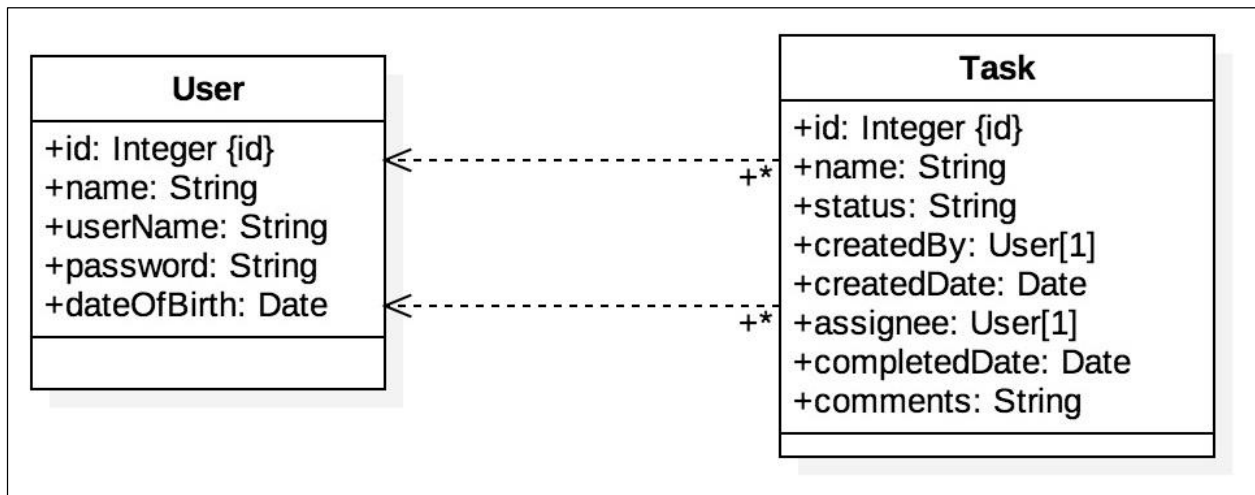 User
+id: Integer {id}
+name: String
+userName: String
+password: String
+dateOfBirth: Date
+*
+*
Task
+id: Integer {id}
+name: String
+status: String
+createdBy: User[1]
+createdDate: Date
+assignee: User[1]
+completedDate: Date
+comments: String